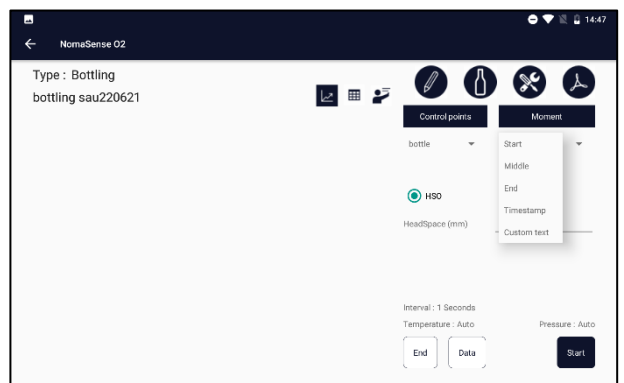 14:47
NomaSense O2
Type : Bottling
bottling sau220621
Control points
Moment
bottle
Start
Middle
End
Timestamp
Custom text
HSO
HeadSpace (mm)
Interval : 1 Seconds
Temperature : Auto
Pressure : Auto
End
Data
Start